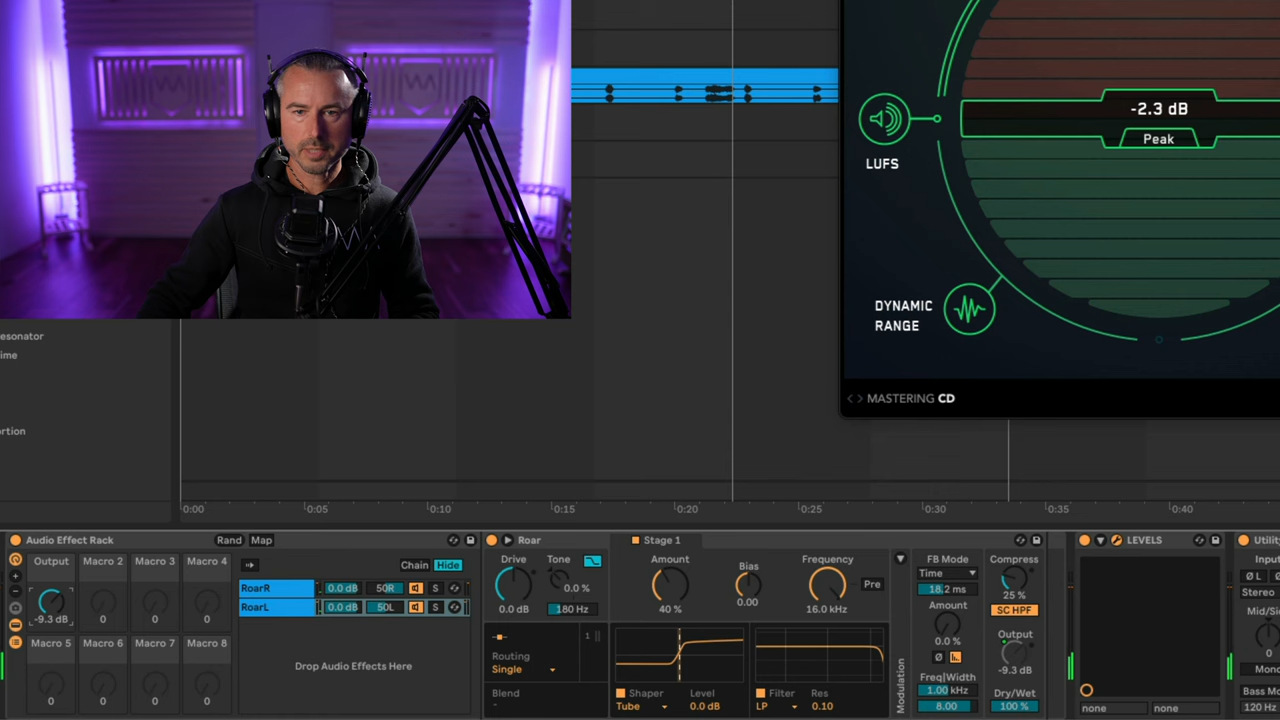 -2.3 dB
Peak
LUFS
DYNAMIC
RANGE
<> MASTERING CD
esonator
ime
ortion
0:00 0:05 0:10 0:15 0:20 0:25 0:30 0:35 0:40
Audio Effect Rack Rand Map
Output Macro 2 Macro 3 Macro 4
-9.3 dB 0 0 0
Macro 5 Macro 6 Macro 7 Macro 8
0 0 0 0
Chain Hide
RoarR 0.0 dB 50R S
RoarL 0.0 dB 50L S
Drop Audio Effects Here
Roar
Drive Tone
0.0 % 
0.0 dB 180 Hz
Routing 1
Single
Blend
-
Stage 1
Amount Bias Frequency
Pre
40 % 0.00 16.0 kHz
Shaper Level
Tube 0.0 dB
Filter Res
LP 0.10
Modulation
FB Mode
Time
18.2 ms
Amount
0.0 %
Ø
Freq|Width
1.00 kHz
8.00
Compress
25 %
SC HPF
Output
-9.3 dB
Dry/Wet
100 %
LEVELS
none none
Utility
Input
Ø L Ø
Stereo
Mid/Si
0
Mono
Bass Mo
120 Hz